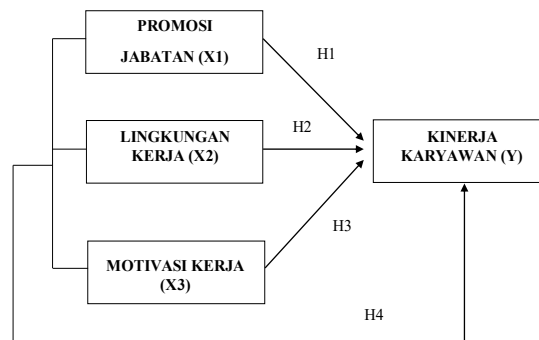 PROMOSI
JABATAN (X1)
H1
H2
LINGKUNGAN
KERJA (X2)
KINERJA
KARYAWAN (Y)
H3
MOTIVASI KERJA
(X3)
H4